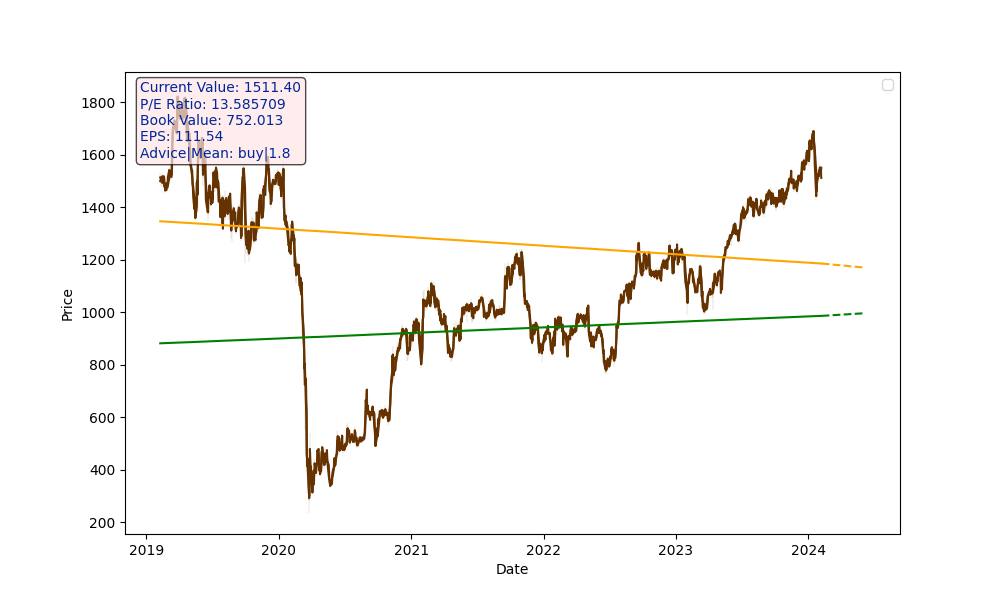 Current Value: 1511.40
P/E Ratio: 13.585709
Book Value: 752.013
EPS: 111.54
Advice|Mean: buy|1.8
1800
1600
1400
1200
1000
800
600
400
200
Price
2019 2020 2021 2022 2023 2024
Date